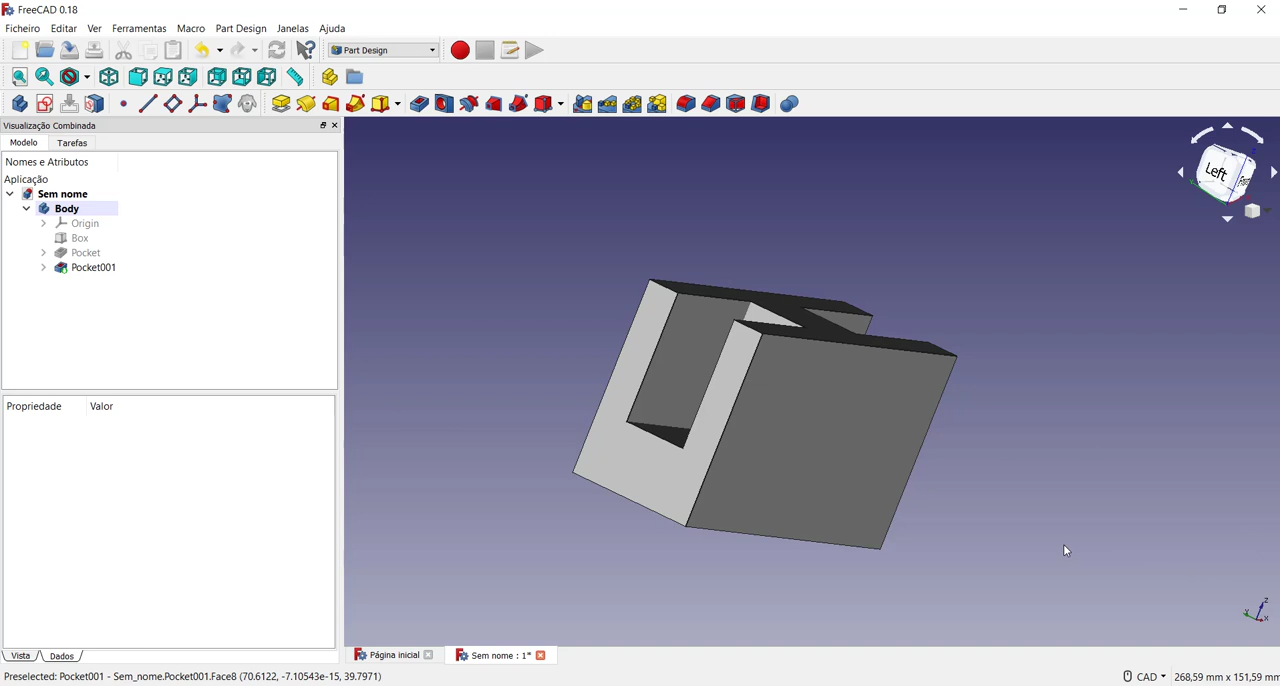 FreeCAD 0.18
Ficheiro Editar Ver Ferramentas Macro Part Design Janelas Ajuda
Part Design
Visualização Combinada
Modelo Tarefas
Nomes e Atributos
Aplicação
Sem nome
Body
Origin
Box
Pocket
Pocket001
Left
Propriedade Valor
Z
Y
X
Vista Dados
Página inicial Sem nome : 1*
Preselected: Pocket001 - Sem_nome.Pocket001.Face8 (70.6122, -7.10543e-15, 39.7971) CAD 268,59 mm x 151,59 mm